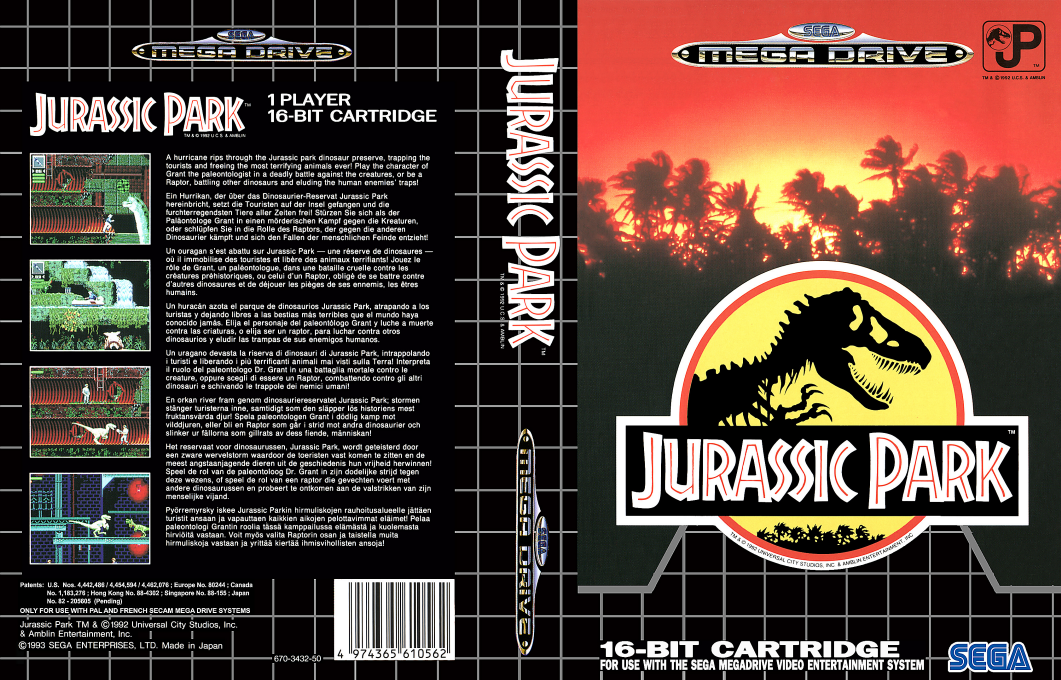 SEGA
MEGA DRIVE
JURASSIC PARK™
TM & © 1992 U.C.S. & AMBLIN
1 PLAYER
16-BIT CARTRIDGE
A hurricane rips through the Jurassic park dinosaur preserve, trapping the
tourists and freeing the most terrifying animals ever! Play the character of
Grant the paleontologist in a deadly battle against the creatures, or be a
Raptor, battling other dinosaurs and eluding the human enemies' traps!
Ein Hurrikan, der über das Dinosaurier-Reservat Jurassic Park
hereinbricht, setzt die Touristen auf der Insel gefangen und die
furchterregendsten Tiere aller Zeiten frei! Stürzen Sie sich als der
Paläontologe Grant in einen mörderischen Kampf gegen die Kreaturen,
oder schlüpfen Sie in die Rolle des Raptors, der gegen die anderen
Dinosaurier kämpft und sich den Fallen der menschlichen Feinde entzieht!
Un ouragan s'est abattu sur Jurassic Park — une réserve de dinosaures —
où il immobilise des touristes et libère des animaux terrifiants! Jouez le
rôle de Grant, un paléontologue, dans une bataille cruelle contre les
créatures préhistoriques, ou celui d'un Raptor, obligé de se battre contre
d'autres dinosaures et de déjouer les pièges de ses ennemis, les êtres
humains.
Un huracán azota el parque de dinosaurios Jurassic Park, atrapando a los
turistas y dejando libres a las bestias más terribles que el mundo haya
conocido jamás. Elija el personaje del paleontólogo Grant y luche a muerte
contra las criaturas, o elija ser un raptor, para luchar contra otros
dinosaurios y eludir las trampas de sus enemigos humanos.
Un uragano devasta la riserva di dinosauri di Jurassic Park, intrappolando
i turisti e liberando i più terrificanti animali mai visti sulla Terra! Interpreta
il ruolo del paleontologo Dr. Grant in una battaglia mortale contro le
creature, oppure scegli di essere un Raptor, combattendo contro gli altri
dinosauri e schivando le trappole dei nemici umani!
En orkan river fram genom dinosauriereservatet Jurassic Park; stormen
stänger turisterna inne, samtidigt som den släpper lös historiens mest
fruktansvärda djur! Spela paleontologen Grant i dödlig kamp mot
vilddjuren, eller bli en Raptor som går i strid mot andra dinosaurier och
slinker ur fällorna som gillrats av dess fiende, människan!
Het reservaat voor dinosaurussen, Jurassic Park, wordt geteisterd door
een zware wervelstorm waardoor de toeristen vast komen te zitten en de
meest angstaanjagende dieren uit de geschiedenis hun vrijheid herwinnen!
Speel de rol van de paleontoloog Dr. Grant in zijn dodelijke strijd tegen
deze wezens, of speel de rol van een raptor die gevechten voert met
andere dinosaurussen en probeert te ontkomen aan de valstrikken van zijn
menselijke vijand.
Pyörremyrsky iskee Jurassic Parkin hirmuliskojen rauhoitusalueelle jättäen
turistit ansaan ja vapauttaen kaikkien aikojen pelottavimmat eläimet! Pelaa
paleontologi Grantin roolia tässä kamppailussa elämästä ja kuolemasta
hirviöitä vastaan. Voit myös valita Raptorin osan ja taistella muita
hirmuliskoja vastaan ja yrittää kiertää ihmisvihollisten ansoja!
Patents: U.S. Nos. 4,442,486 / 4,454,594 / 4,462,076 ; Europe No. 80244 ; Canada
No. 1,183,276 ; Hong Kong No. 88-4302 ; Singapore No. 88-155 ; Japan
No. 82 - 205605 (Pending)
ONLY FOR USE WITH PAL AND FRENCH SECAM MEGA DRIVE SYSTEMS
Jurassic Park TM & © 1992 Universal City Studios, Inc.
& Amblin Entertainment, Inc.
© 1993 SEGA ENTERPRISES, LTD. Made in Japan
670-3432-50
4 974365 610562
JURASSIC PARK™
TM & © 1992 U.C.S. & AMBLIN
SEGA
MEGA DRIVE
SEGA
MEGA DRIVE
JP™
TM & © 1992 U.C.S. & AMBLIN
JURASSIC PARK™
TM & © 1992 UNIVERSAL CITY STUDIOS, INC. & AMBLIN ENTERTAINMENT, INC.
16-BIT CARTRIDGE
FOR USE WITH THE SEGA MEGADRIVE VIDEO ENTERTAINMENT SYSTEM
SEGA